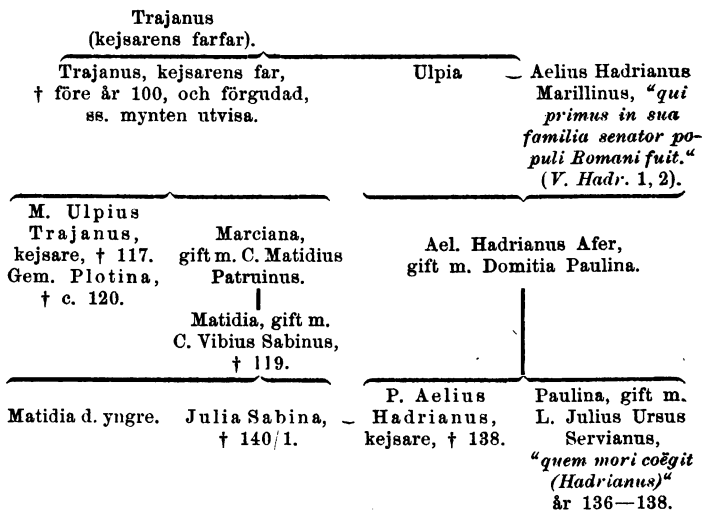 Trajanus
(kejsarens farfar).
Trajanus, kejsarens far,
† före år 100, och förgudad,
ss. mynten utvisa.
Ulpia
— Aelius Hadrianus
Marillinus, "qui
primus in sua
familia senator po-
puli Romani fuit."
(V. Hadr. 1, 2).
M. Ulpius
Trajanus,
kejsare, † 117.
Gem. Plotina,
† c. 120.
Marciana,
gift m. C. Matidius
Patruinus.
Matidia, gift m.
C. Vibius Sabinus,
† 119.
Ael. Hadrianus Afer,
gift m. Domitia Paulina.
Matidia d. yngre.
Julia Sabina,
† 140/1.
— P. Aelius
Hadrianus,
kejsare, † 138.
Paulina, gift m.
L. Julius Ursus
Servianus,
"quem mori coëgit
(Hadrianus)"
år 136—138.